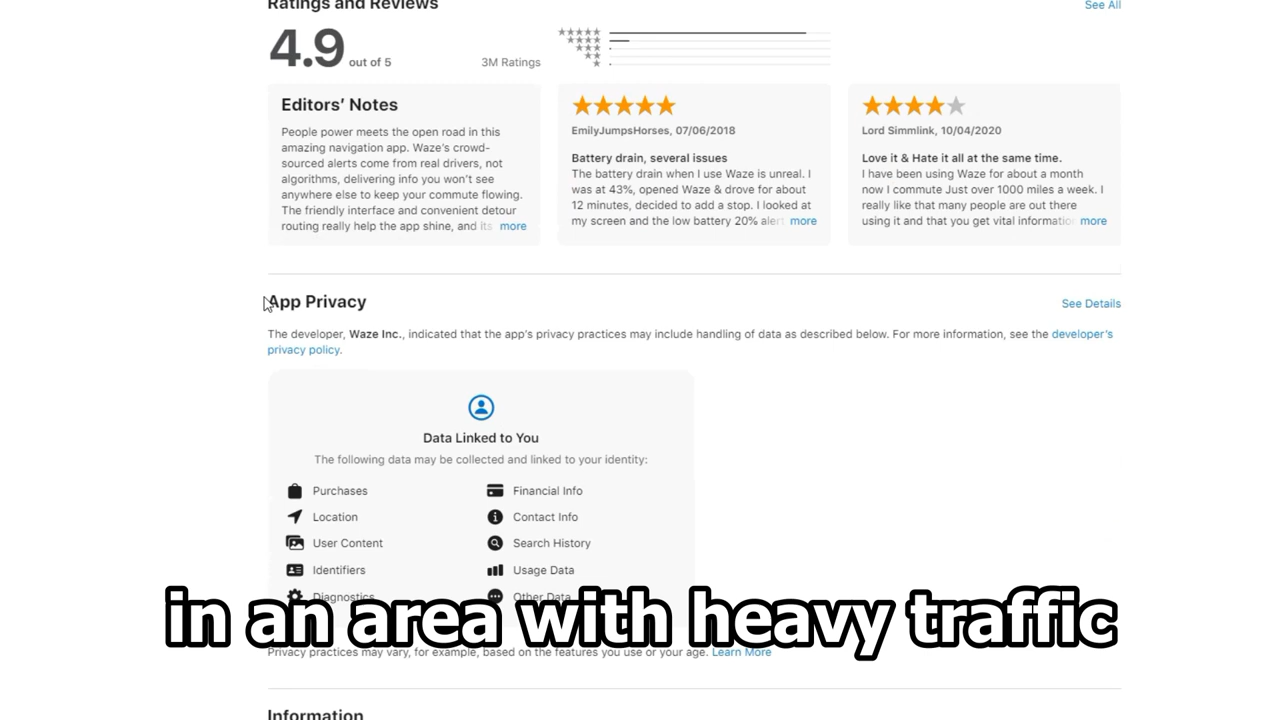 Ratings and Reviews
See All
4.9 out of 5
3M Ratings
Editors’ Notes
People power meets the open road in this
amazing navigation app. Waze’s crowd-
sourced alerts come from real drivers, not
algorithms, delivering info you won’t see
anywhere else to keep your commute flowing.
The friendly interface and convenient detour
routing really help the app shine, and its more
EmilyJumpsHorses, 07/06/2018
Battery drain, several issues
The battery drain when I use Waze is unreal. I
was at 43%, opened Waze & drove for about
12 minutes, decided to add a stop. I looked at
my screen and the low battery 20% alert more
Lord Simmlink, 10/04/2020
Love it & Hate it all at the same time.
I have been using Waze for about a month
now I commute Just over 1000 miles a week. I
really like that many people are out there
using it and that you get vital information more
App Privacy
See Details
The developer, Waze Inc., indicated that the app’s privacy practices may include handling of data as described below. For more information, see the developer’s
privacy policy.
Data Linked to You
The following data may be collected and linked to your identity:
Purchases
Financial Info
Location
Contact Info
User Content
Search History
Identifiers
Usage Data
Diagnostics
Other Data
in an area with heavy traffic
Privacy practices may vary, for example, based on the features you use or your age. Learn More
Information